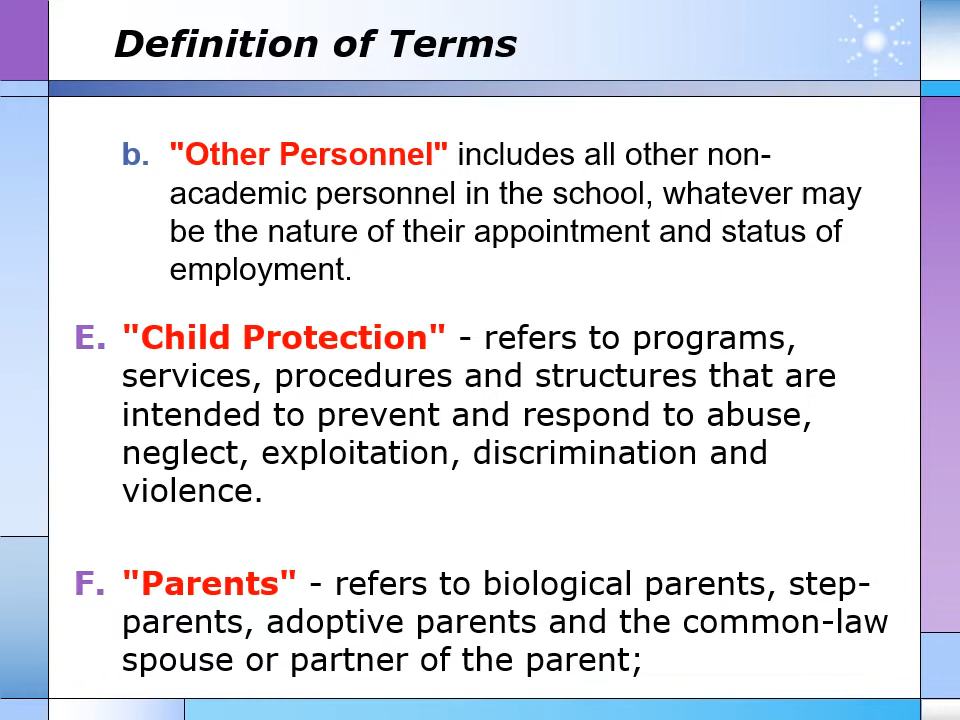 Definition of Terms
b. "Other Personnel" includes all other non-
academic personnel in the school, whatever may
be the nature of their appointment and status of
employment.
E. "Child Protection" - refers to programs,
services, procedures and structures that are
intended to prevent and respond to abuse,
neglect, exploitation, discrimination and
violence.
F. "Parents" - refers to biological parents, step-
parents, adoptive parents and the common-law
spouse or partner of the parent;